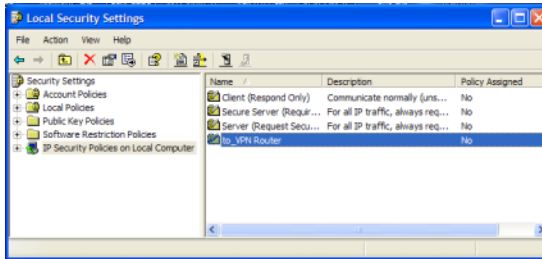 Local Security Settings
File Action View Help
Security Settings
Account Policies
Local Policies
Public Key Policies
Software Restriction Policies
IP Security Policies on Local Computer
Name / Description Policy Assigned
Client (Respond Only) Communicate normally (uns... No
Secure Server (Requir... For all IP traffic, always req... No
Server (Request Secu... For all IP traffic, always req... No
to_VPN Router No